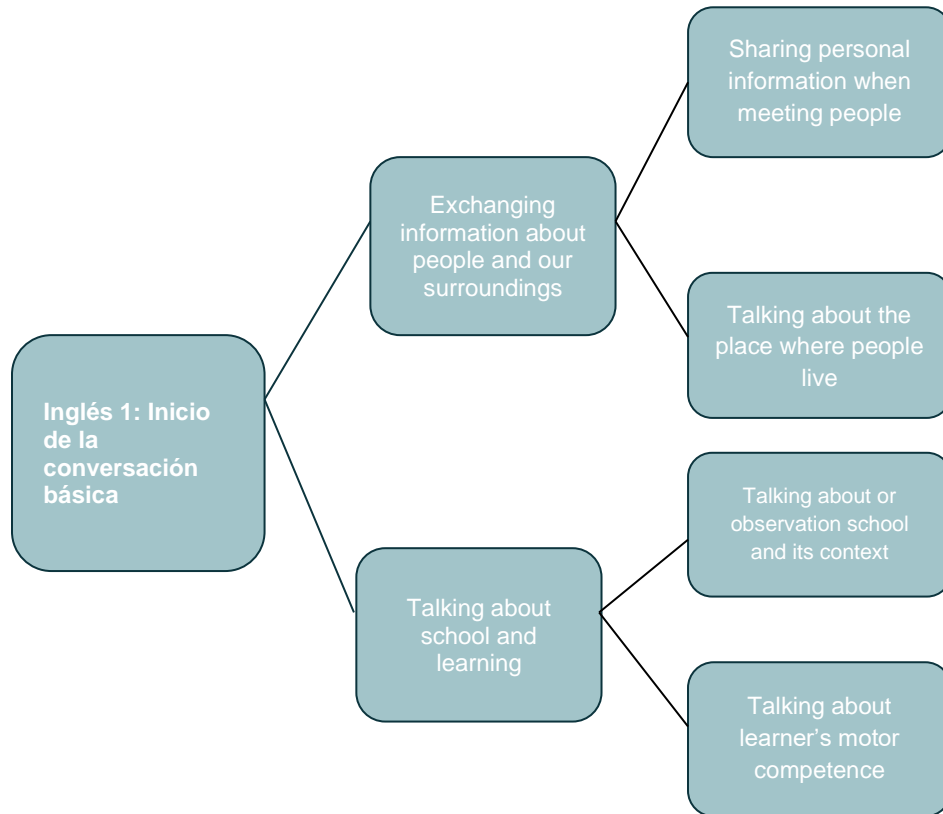 Sharing personal
information when
meeting people
Exchanging
information about
people and our
surroundings
Talking about the
place where people
live
Inglés 1: Inicio
de la
conversación
básica
Talking about or
observation school
and its context
Talking about
school and
learning
Talking about
learner’s motor
competence